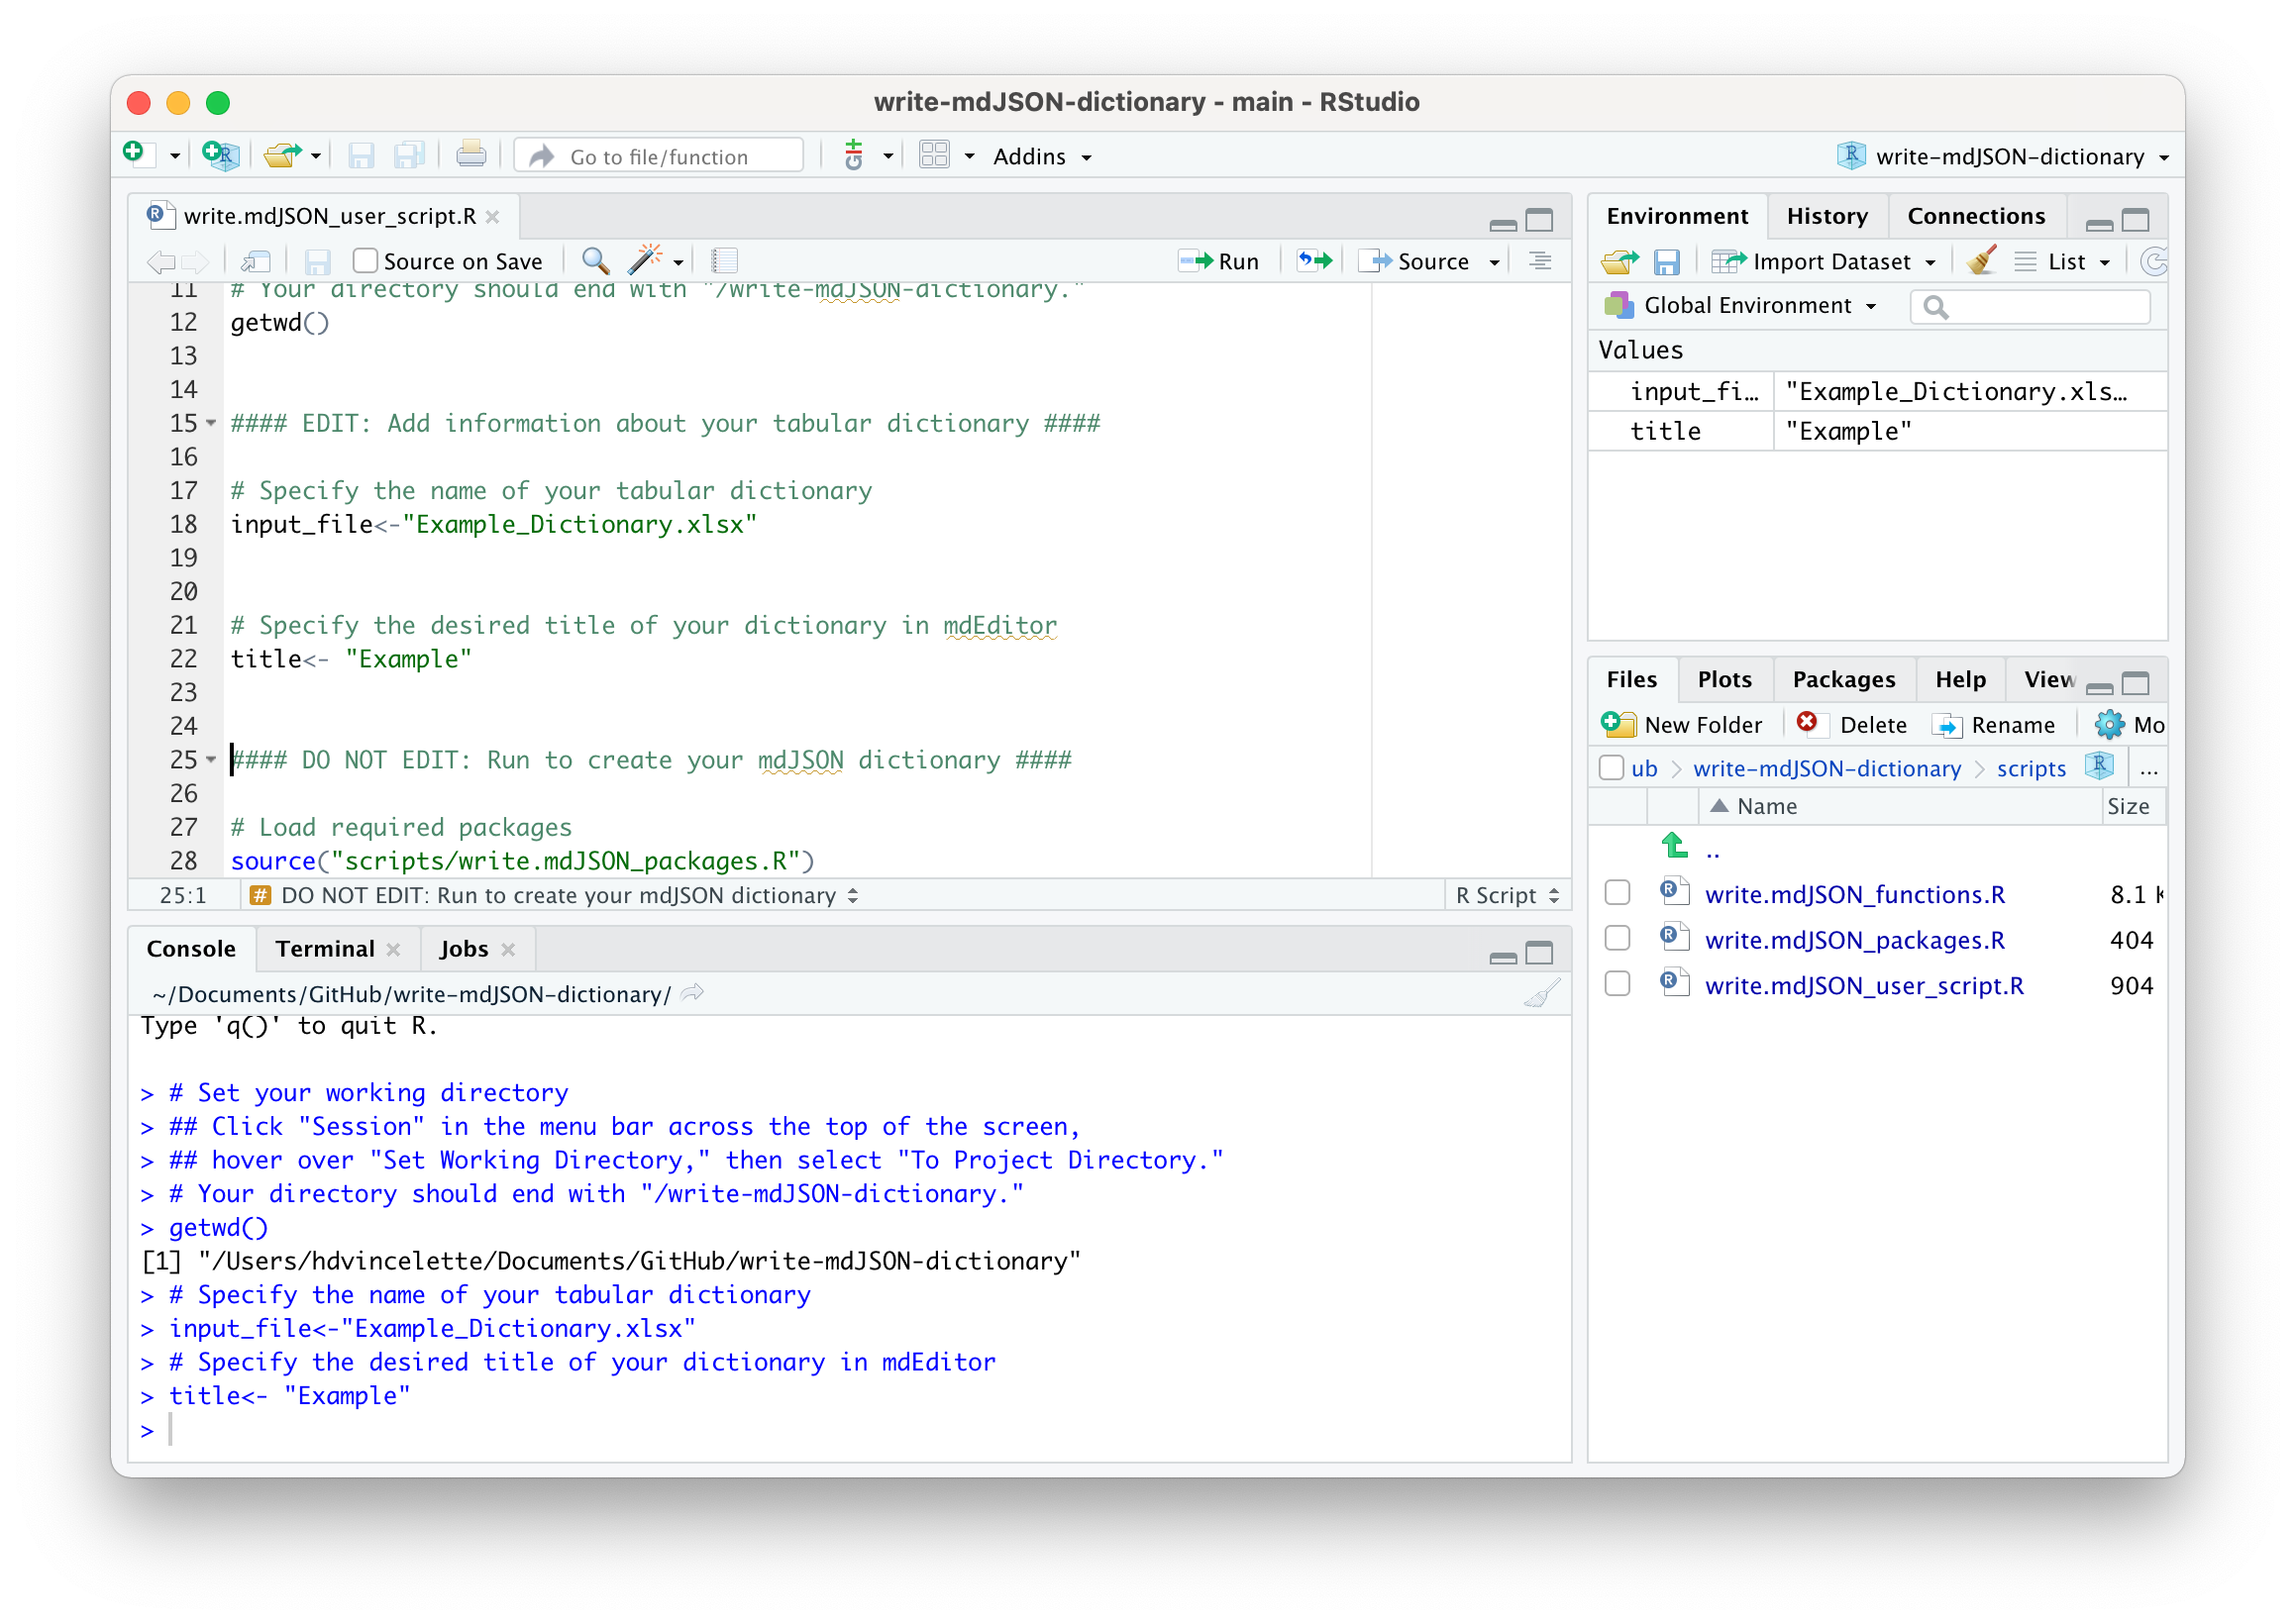 write-mdJSON-dictionary - main - RStudio
Go to file/function
Addins
write-mdJSON-dictionary
write.mdJSON_user_script.R
Source on Save
Run
Source
11 # Your directory should end with "/write-mdJSON-dictionary."
12 getwd()
13
14
15 #### EDIT: Add information about your tabular dictionary ####
16
17 # Specify the name of your tabular dictionary
18 input_file<-"Example_Dictionary.xlsx"
19
20
21 # Specify the desired title of your dictionary in mdEditor
22 title<- "Example"
23
24
25 #### DO NOT EDIT: Run to create your mdJSON dictionary ####
26
27 # Load required packages
28 source("scripts/write.mdJSON_packages.R")
25:1 # DO NOT EDIT: Run to create your mdJSON dictionary R Script
Console Terminal Jobs
~/Documents/GitHub/write-mdJSON-dictionary/
Type 'q()' to quit R.
> # Set your working directory
> ## Click "Session" in the menu bar across the top of the screen,
> ## hover over "Set Working Directory," then select "To Project Directory."
> # Your directory should end with "/write-mdJSON-dictionary."
> getwd()
[1] "/Users/hdvincelette/Documents/GitHub/write-mdJSON-dictionary"
> # Specify the name of your tabular dictionary
> input_file<-"Example_Dictionary.xlsx"
> # Specify the desired title of your dictionary in mdEditor
> title<- "Example"
>
Environment History Connections
Import Dataset List
Global Environment
Values
input_fi… "Example_Dictionary.xls…
title "Example"
Files Plots Packages Help View
New Folder Delete Rename Mo
ub > write-mdJSON-dictionary > scripts ...
Name Size
..
write.mdJSON_functions.R 8.1 K
write.mdJSON_packages.R 404
write.mdJSON_user_script.R 904